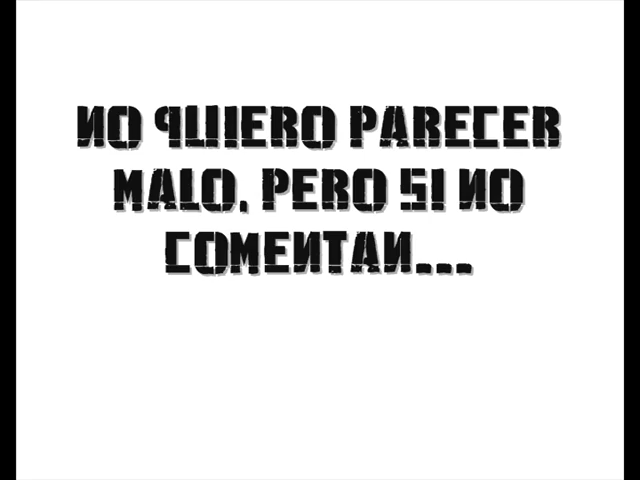 NO QUIERO PARECER
MALO, PERO SI NO
COMENTAN...